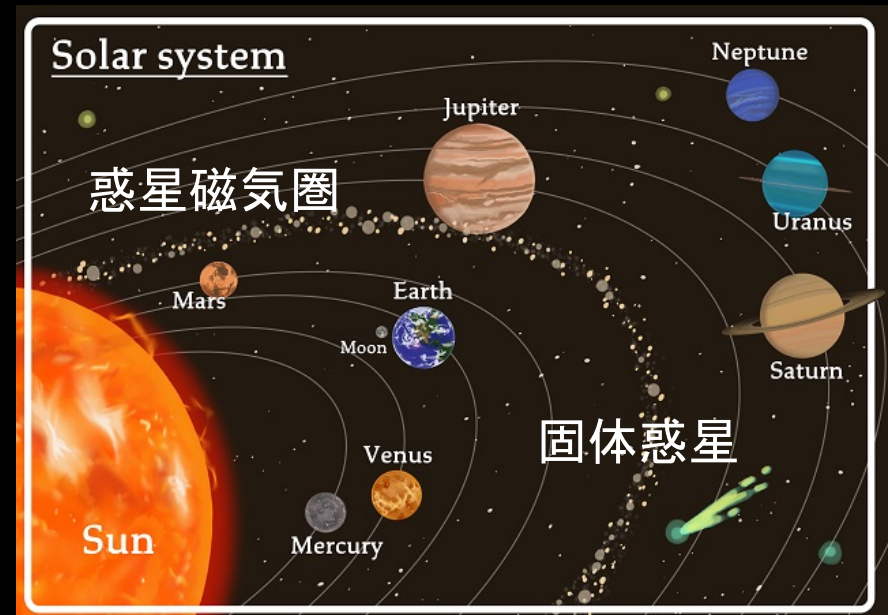 Solar system
Neptune
Jupiter
惑星磁気圏
Uranus
Mars
Earth
Moon
Saturn
固体惑星
Venus
Sun
Mercury